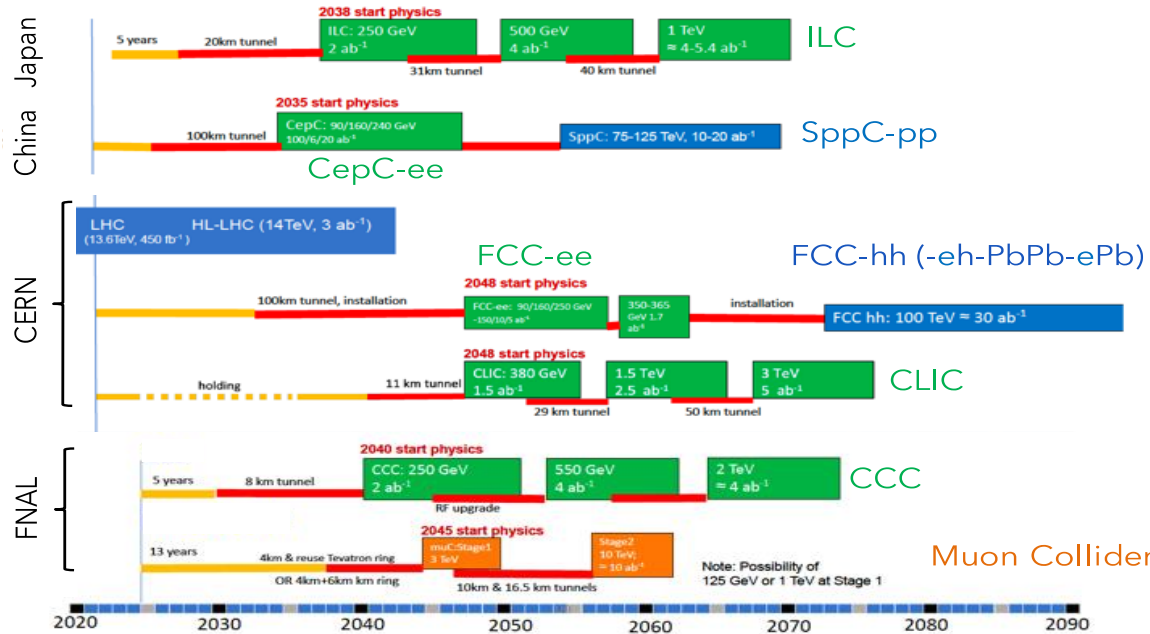 Japan
2038 start physics
5 years
20km tunnel
ILC: 250 GeV
2 ab⁻¹
500 GeV
4 ab⁻¹
1 TeV
≈ 4-5.4 ab⁻¹
ILC
31km tunnel
40 km tunnel
China
2035 start physics
100km tunnel
CepC: 90/160/240 GeV
100/6/20 ab⁻¹
SppC: 75-125 TeV, 10-20 ab⁻¹
SppC-pp
CepC-ee
CERN
LHC HL-LHC (14TeV, 3 ab⁻¹)
(13.6TeV, 450 fb⁻¹)
FCC-ee
FCC-hh (-eh-PbPb-ePb)
2048 start physics
100km tunnel, installation
FCC-ee: 90/160/250 GeV
~150/10/5 ab⁻¹
350-365
GeV 1.7
ab⁻¹
installation
FCC hh: 100 TeV ≈ 30 ab⁻¹
2048 start physics
holding
11 km tunnel
CLIC: 380 GeV
1.5 ab⁻¹
1.5 TeV
2.5 ab⁻¹
3 TeV
5 ab⁻¹
CLIC
29 km tunnel
50 km tunnel
FNAL
2040 start physics
5 years
8 km tunnel
CCC: 250 GeV
2 ab⁻¹
550 GeV
4 ab⁻¹
2 TeV
≈ 4 ab⁻¹
CCC
RF upgrade
2045 start physics
13 years
4km & reuse Tevatron ring
OR 4km+6km km ring
muC:Stage1
3 TeV
Stage2
10 TeV;
≈ 10 ab⁻¹
10km & 16.5 km tunnels
Note: Possibility of
125 GeV or 1 TeV at Stage 1
Muon Collider
2020 2030 2040 2050 2060 2070 2080 2090